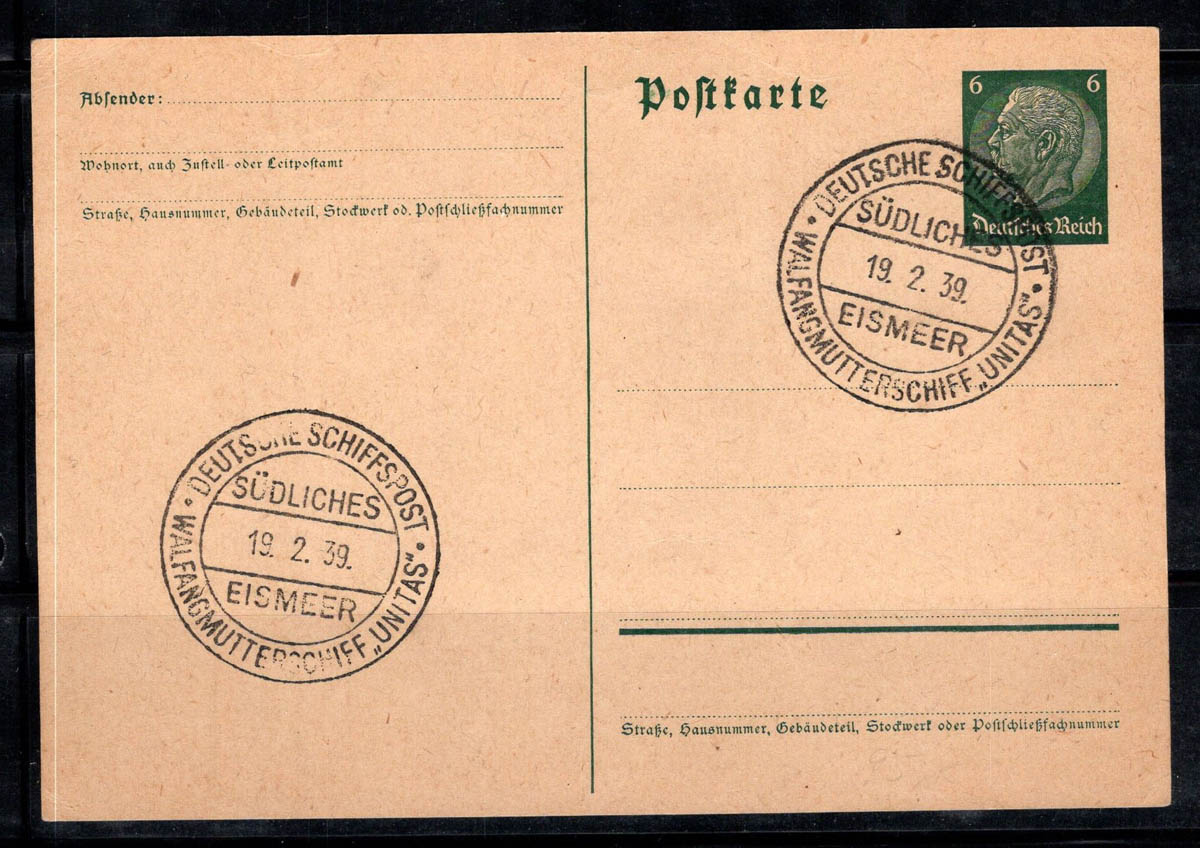 Absender:
Wohnort, auch Zustell- oder Leitpostamt
Straße, Hausnummer, Gebäudeteil, Stockwerk od. Postschließfachnummer
Postkarte
6 6
Deutsches Reich
DEUTSCHE SCHIFFSPOST
SÜDLICHES
19. 2. 39.
EISMEER
WALFANGMUTTERSCHIFF „UNITAS“
DEUTSCHE SCHIFFSPOST
SÜDLICHES
19. 2. 39.
EISMEER
WALFANGMUTTERSCHIFF „UNITAS“
Straße, Hausnummer, Gebäudeteil, Stockwerk oder Postschließfachnummer